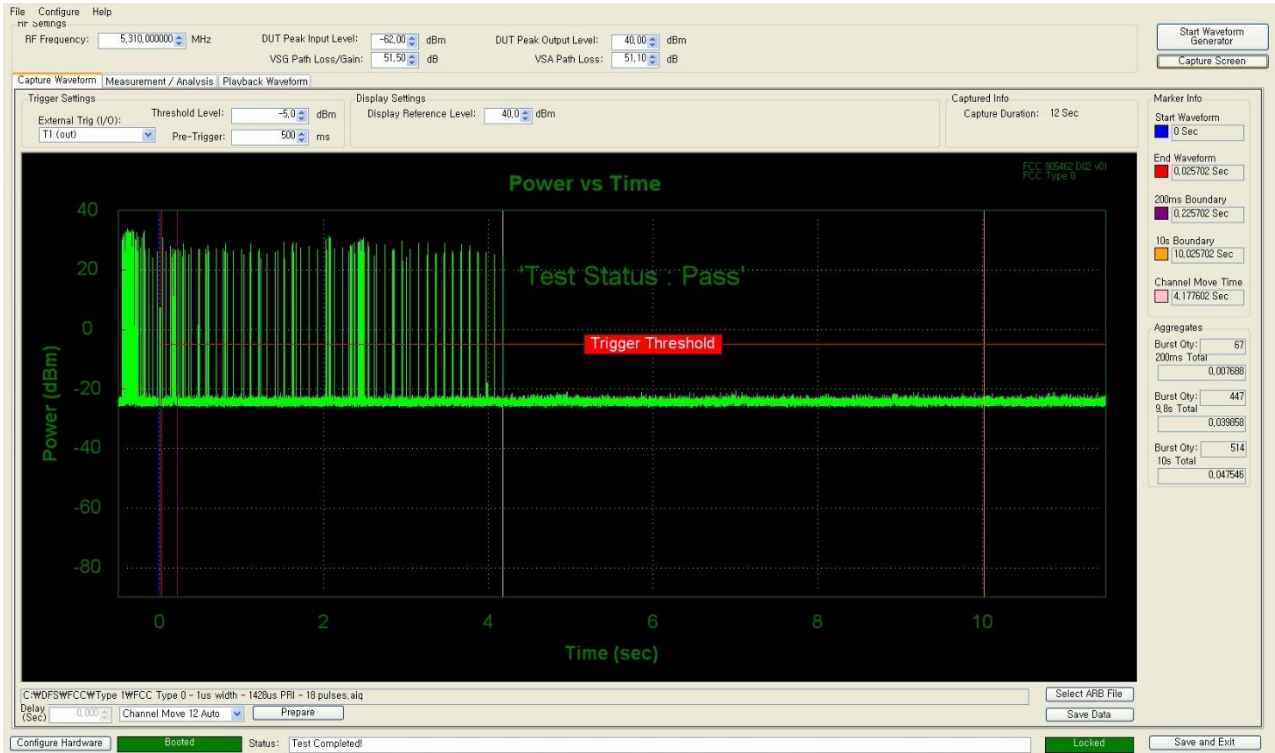 File Configure Help
RF Settings
RF Frequency: 5,310,000000 MHz DUT Peak Input Level: -62,00 dBm DUT Peak Output Level: 40,00 dBm
VSG Path Loss/Gain: 51,50 dB VSA Path Loss: 51,10 dB
Start Waveform Generator
Capture Screen
Capture Waveform Measurement / Analysis Playback Waveform
Trigger Settings
External Trig (I/O):
T1 (out)
Threshold Level: -5,0 dBm
Pre-Trigger: 500 ms
Display Settings
Display Reference Level: 40,0 dBm
Captured Info
Capture Duration: 12 Sec
Marker Info
Start Waveform
0 Sec
End Waveform
0,025702 Sec
200ms Boundary
0,225702 Sec
10s Boundary
10,025702 Sec
Channel Move Time
4,177602 Sec
Aggregates
Burst Qty: 67
200ms Total
0,007688
Burst Qty: 447
9,8s Total
0,039858
Burst Qty: 514
10s Total
0,047546
FCC 905462 D02 v01
FCC Type 0
Power vs Time
'Test Status : Pass'
Trigger Threshold
Power (dBm)
40
20
0
-20
-40
-60
-80
0 2 4 6 8 10
Time (sec)
C:₩DFS₩FCC₩Type 1₩FCC Type 0 - 1us width - 1428us PRI - 18 pulses,aiq
Select ARB File
Delay (Sec) 0,000 Channel Move 12 Auto Prepare
Save Data
Configure Hardware Booted Status: Test Completed! Locked Save and Exit